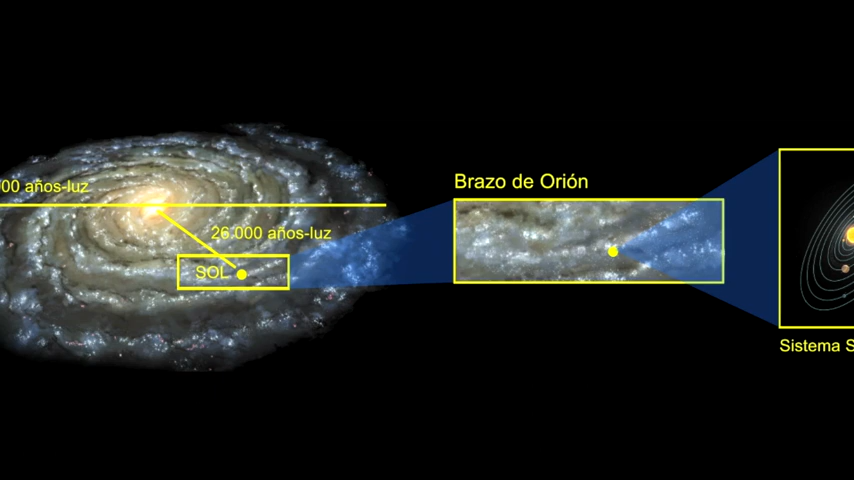 00 años-luz
26.000 años-luz
SOL
Brazo de Orión
Sistema S